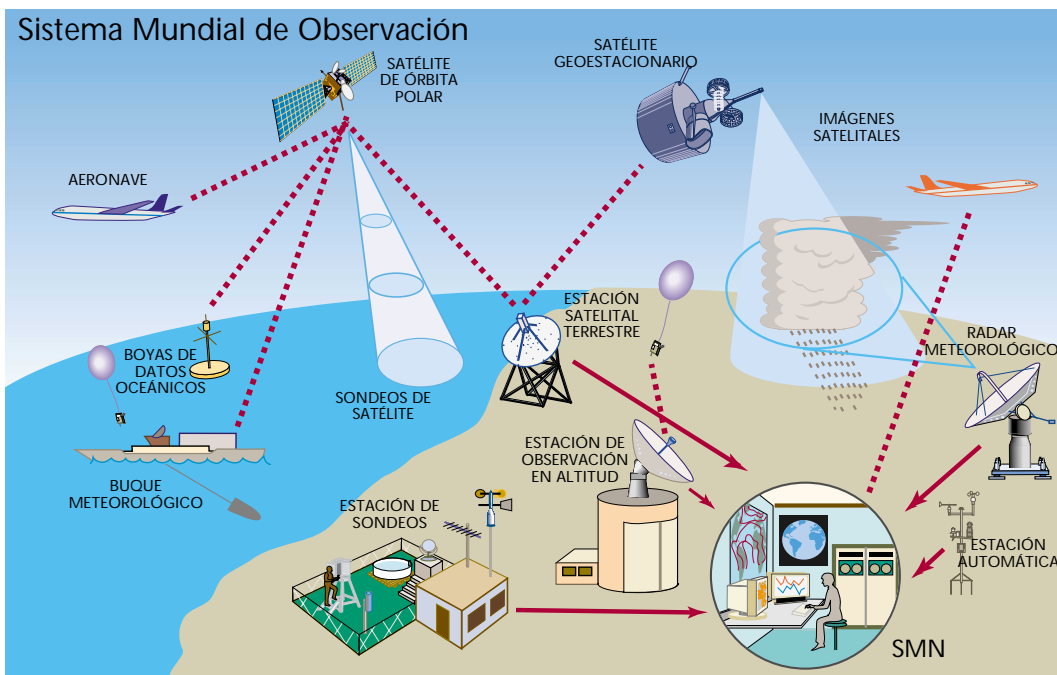 Sistema Mundial de Observación
SATÉLITE
DE ÓRBITA
POLAR
SATÉLITE
GEOESTACIONARIO
IMÁGENES
SATELITALES
AERONAVE
ESTACIÓN
SATELITAL
TERRESTRE
RADAR
METEOROLÓGICO
BOYAS DE
DATOS
OCEÁNICOS
SONDEOS DE
SATÉLITE
ESTACIÓN DE
OBSERVACIÓN
EN ALTITUD
BUQUE
METEOROLÓGICO
ESTACIÓN DE
SONDEOS
ESTACIÓN
AUTOMÁTICA
SMN